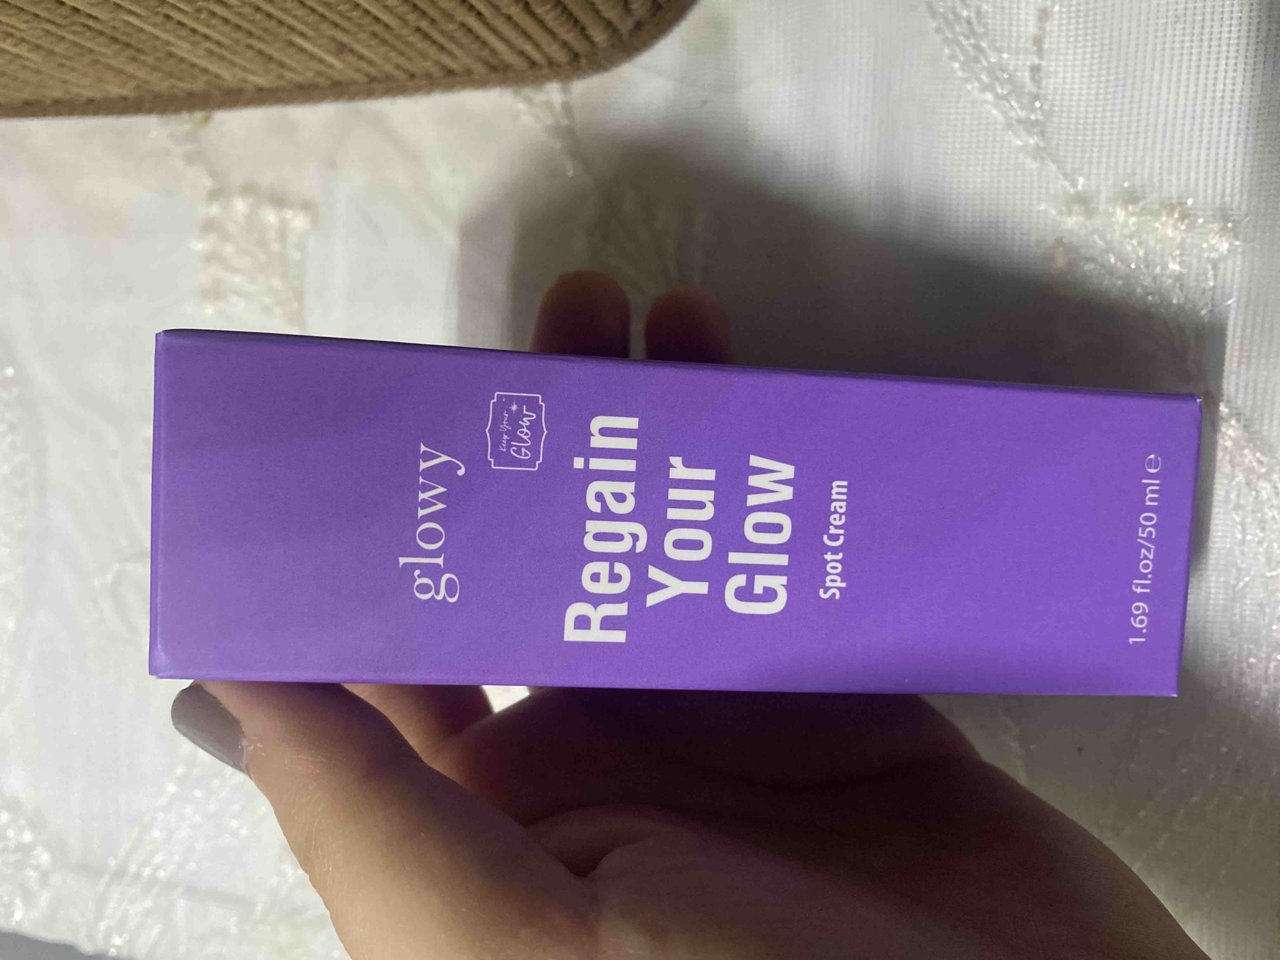 glowy
Keep Your
Glow
Regain
Your
Glow
Spot Cream
1.69 fl.oz/50 ml ℮